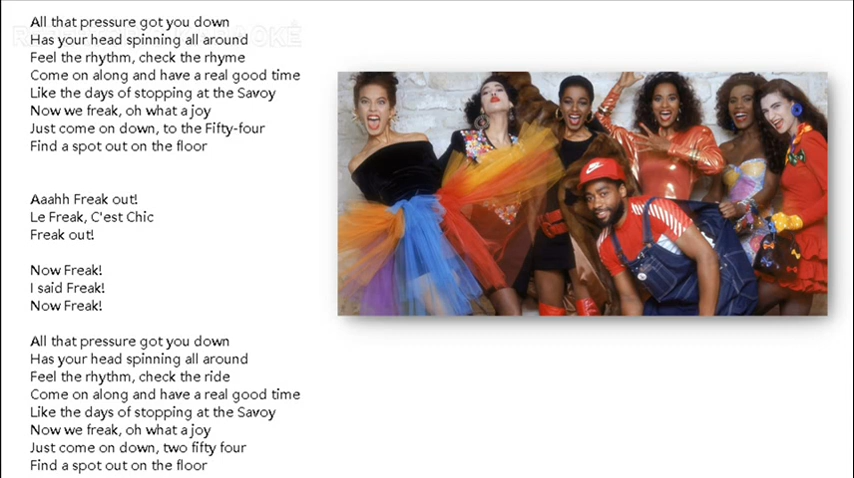 All that pressure got you down
Has your head spinning all around
Feel the rhythm, check the rhyme
Come on along and have a real good time
Like the days of stopping at the Savoy
Now we freak, oh what a joy
Just come on down, to the Fifty-four
Find a spot out on the floor
Aaahh Freak out!
Le Freak, C'est Chic
Freak out!
Now Freak!
I said Freak!
Now Freak!
All that pressure got you down
Has your head spinning all around
Feel the rhythm, check the ride
Come on along and have a real good time
Like the days of stopping at the Savoy
Now we freak, oh what a joy
Just come on down, two fifty four
Find a spot out on the floor